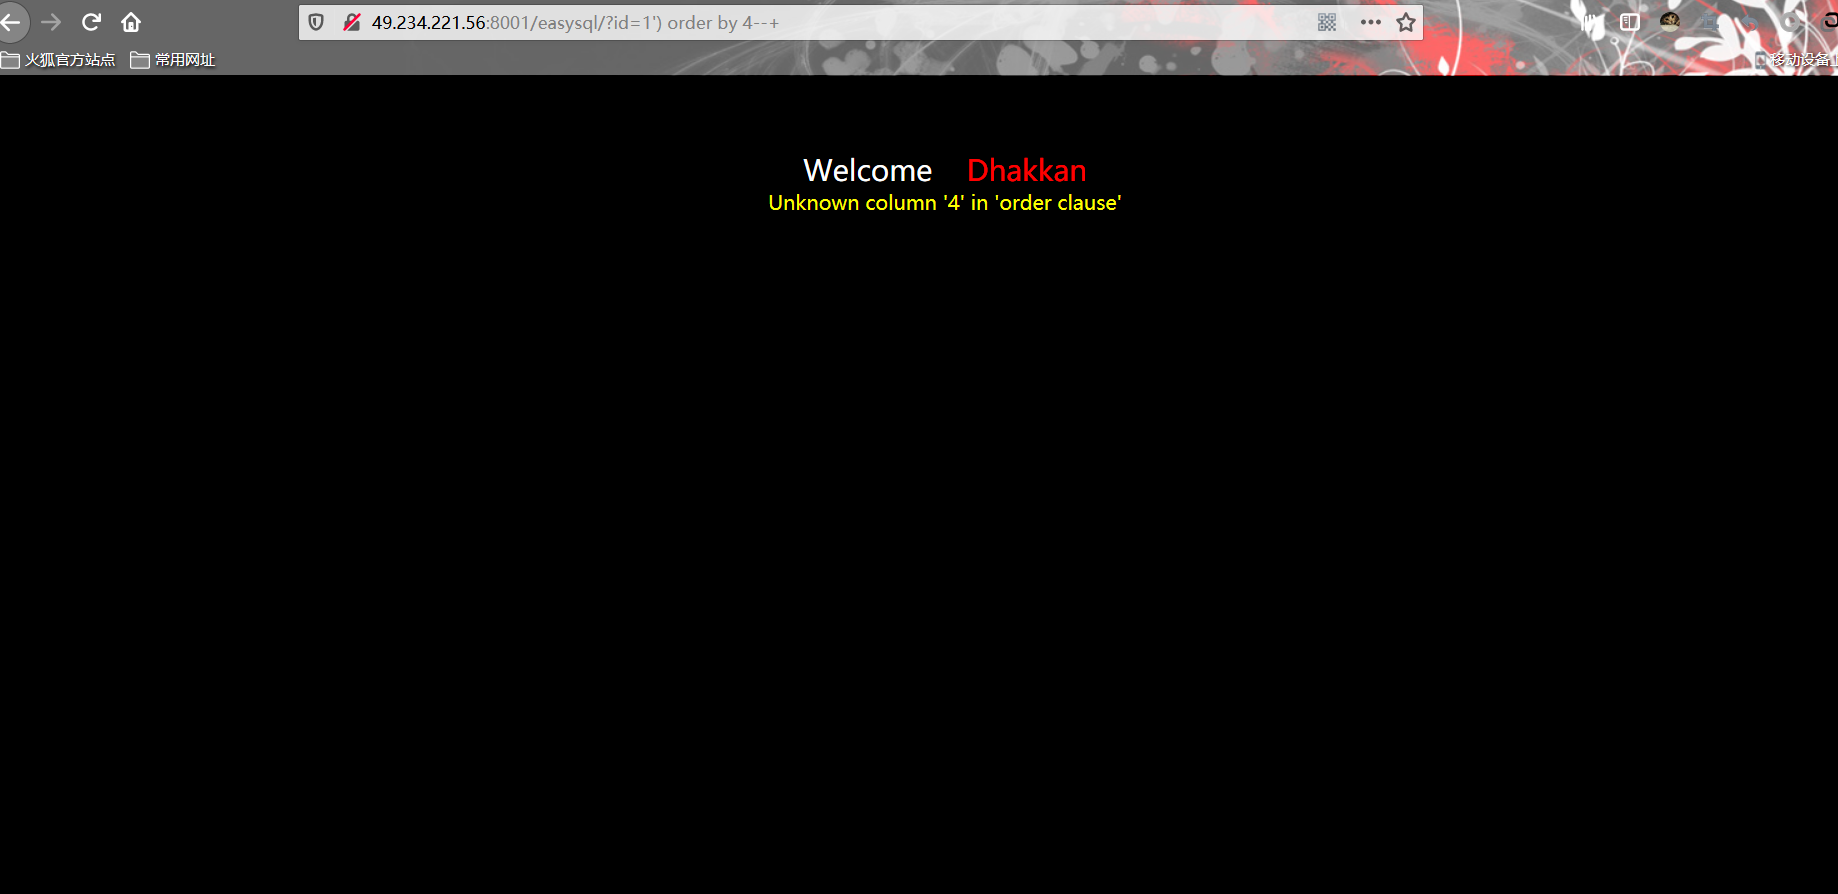 49.234.221.56:8001/easysql/?id=1') order by 4--+
火狐官方站点 常用网址 移动设备上
Welcome Dhakkan
Unknown column '4' in 'order clause'